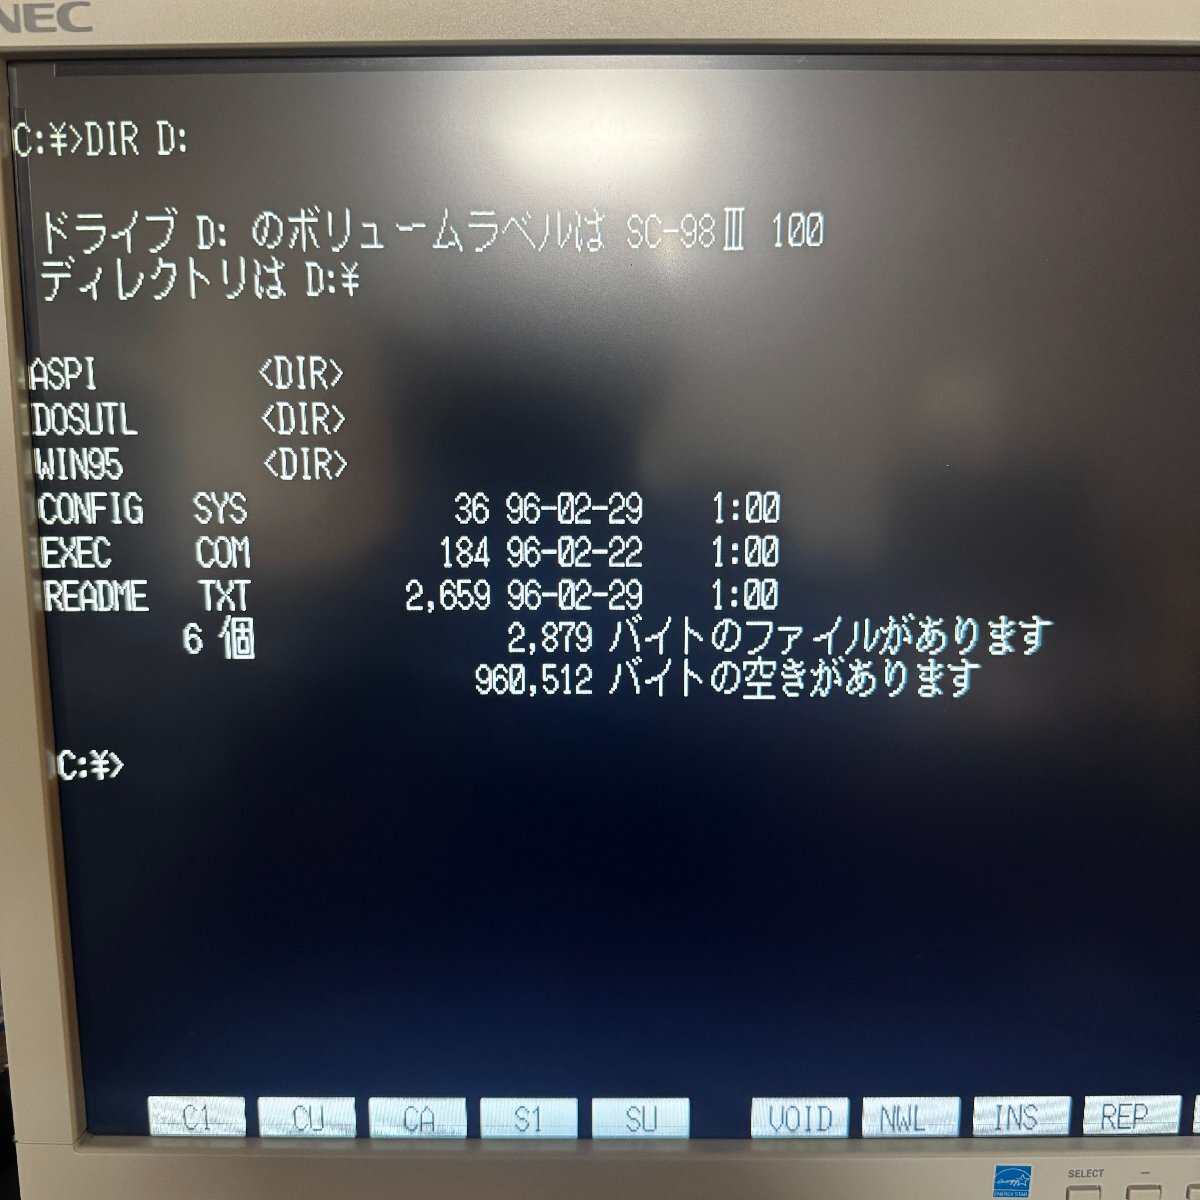 NEC
C:¥>DIR D:
ドライブ D: のボリュームラベルは SC-98Ⅲ 100
ディレクトリは D:¥
ASPI <DIR>
DOSUTL <DIR>
WIN95 <DIR>
CONFIG SYS 36 96-02-29 1:00
EXEC COM 184 96-02-22 1:00
README TXT 2,659 96-02-29 1:00
6 個 2,879 バイトのファイルがあります
960,512 バイトの空きがあります
C:¥>
C1 CU CA S1 SU VOID NWL INS REP
SELECT －
ENERGY STAR